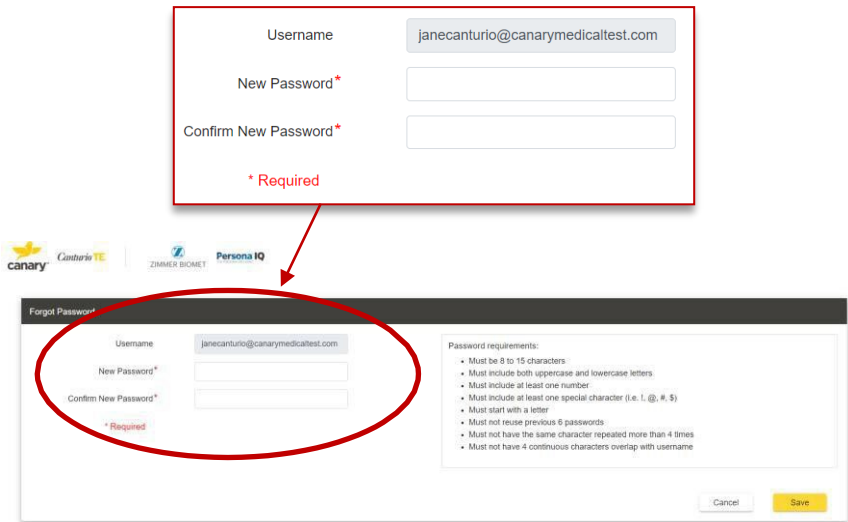 Username janecanturio@canarymedicaltest.com
New Password*
Confirm New Password*
* Required
canary Canturio TE ZIMMER BIOMET Persona IQ
Forgot Password
Username janecanturio@canarymedicaltest.com
New Password*
Confirm New Password*
* Required
Password requirements:
• Must be 8 to 15 characters
• Must include both uppercase and lowercase letters
• Must include at least one number
• Must include at least one special character (i.e. !, @, #, $)
• Must start with a letter
• Must not reuse previous 6 passwords
• Must not have the same character repeated more than 4 times
• Must not have 4 continuous characters overlap with username
Cancel Save